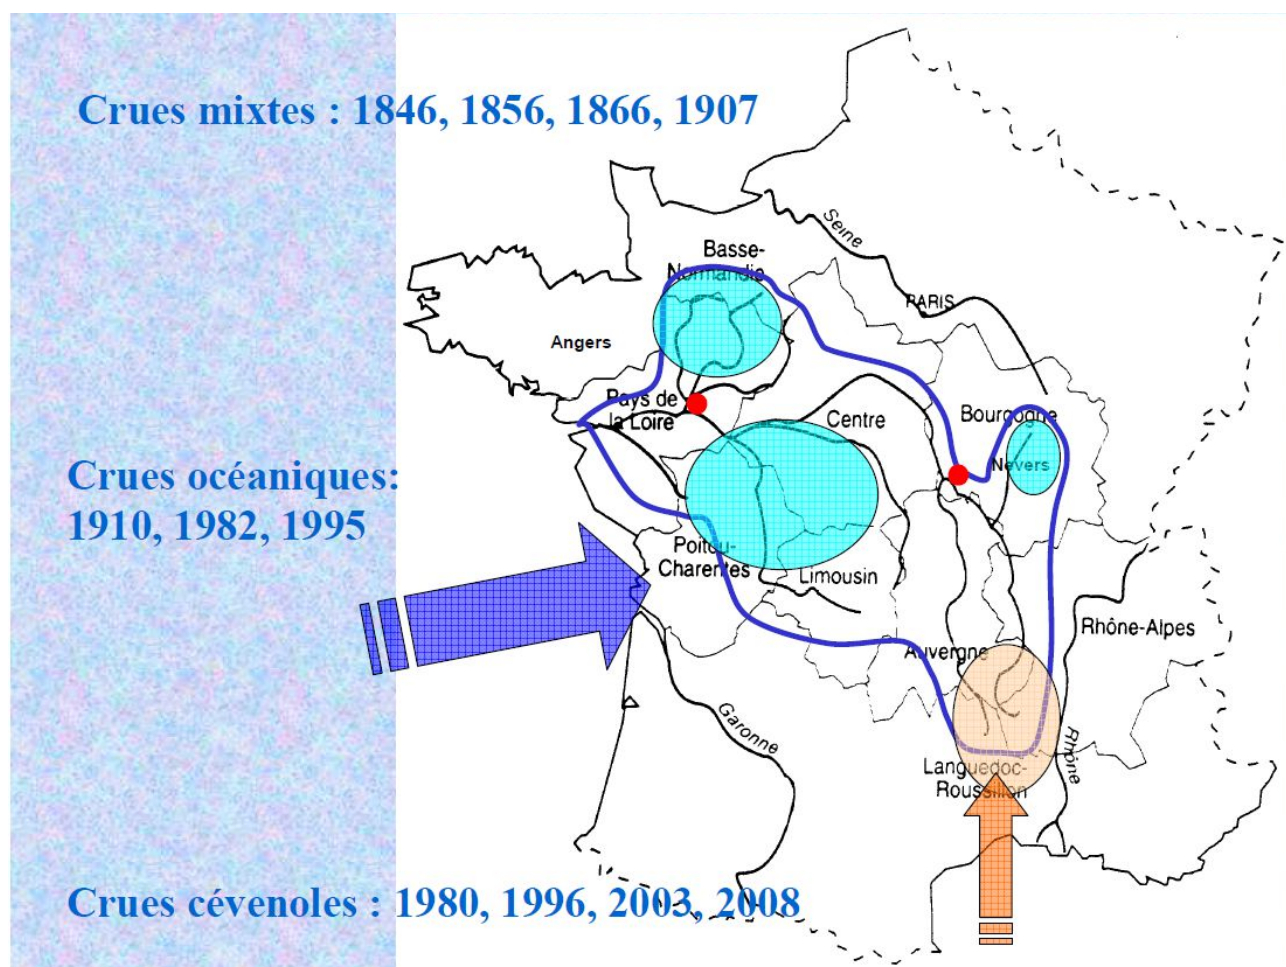 Crues mixtes : 1846, 1856, 1866, 1907
Seine
Basse-
Normandie
PARIS
Angers
Pays de
la Loire
Centre
Bourgogne
Nevers
Crues océaniques:
1910, 1982, 1995
Poitou-
Charentes
Limousin
Rhône-Alpes
Auvergne
Garonne
Rhône
Languedoc-
Roussillon
Crues cévenoles : 1980, 1996, 2003, 2008